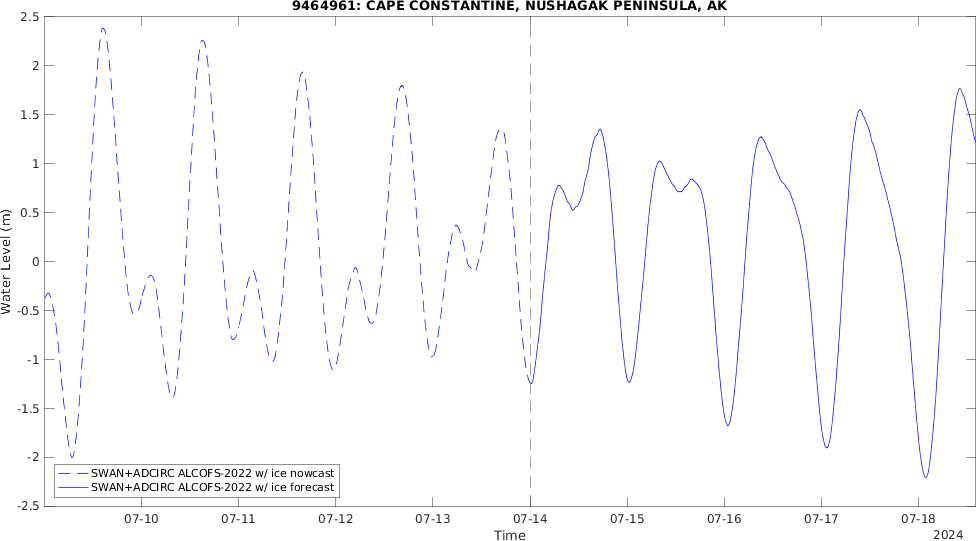 9464961: CAPE CONSTANTINE, NUSHAGAK PENINSULA, AK
2.5
2
1.5
1
0.5
0
-0.5
-1
-1.5
-2
-2.5
Water Level (m)
SWAN+ADCIRC ALCOFS-2022 w/ ice nowcast
SWAN+ADCIRC ALCOFS-2022 w/ ice forecast
07-10 07-11 07-12 07-13 07-14 07-15 07-16 07-17 07-18
Time
2024